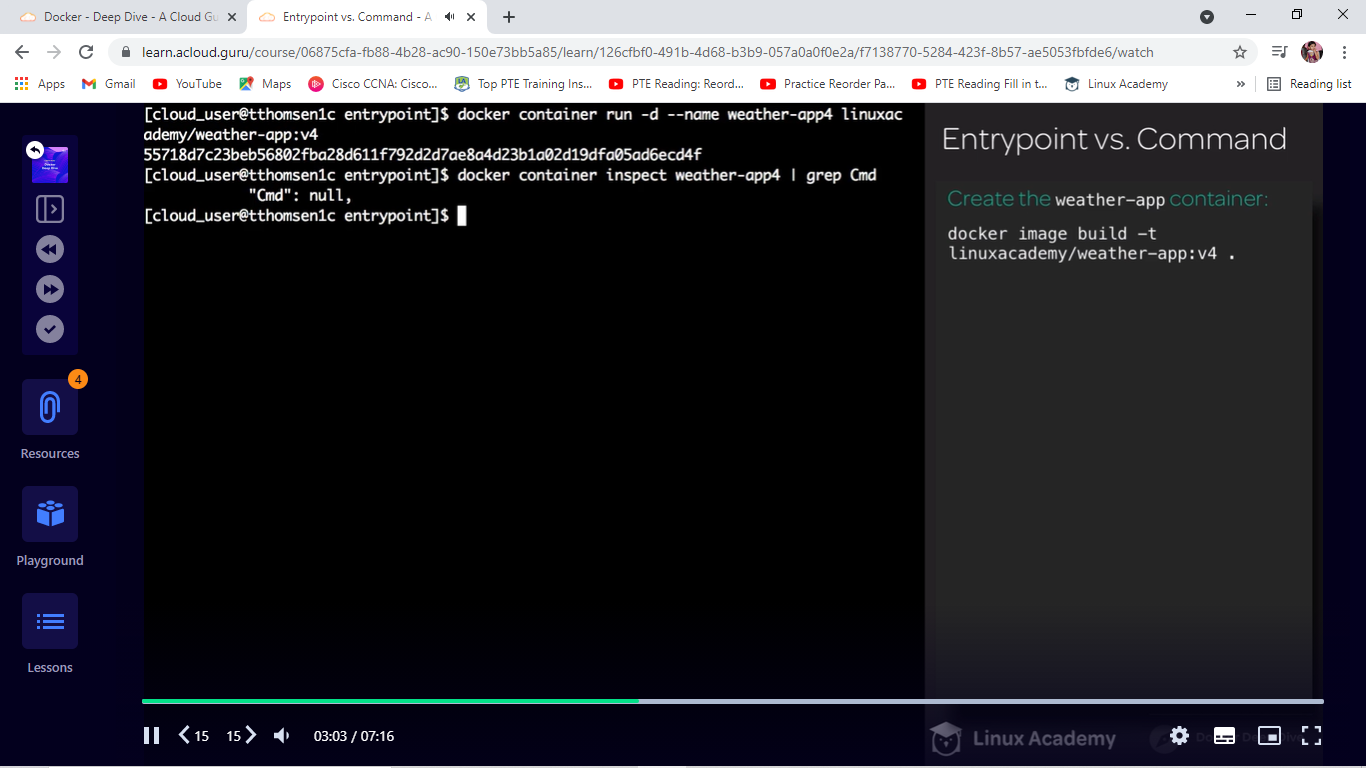 Docker - Deep Dive - A Cloud Gu
Entrypoint vs. Command - A
learn.acloud.guru/course/06875cfa-fb88-4b28-ac90-150e73bb5a85/learn/126cfbf0-491b-4d68-b3b9-057a0a0f0e2a/f7138770-5284-423f-8b57-ae5053fbfde6/watch
Apps
Gmail
YouTube
Maps
Cisco CCNA: Cisco...
Top PTE Training Ins...
PTE Reading: Reord...
Practice Reorder Pa...
PTE Reading Fill in t...
Linux Academy
»
Reading list
[cloud_user@tthomsen1c entrypoint]$ docker container run -d --name weather-app4 linuxac
ademy/weather-app:v4
55718d7c23beb56802fba28d611f792d2d7ae8a4d23b1a02d19dfa05ad6ecd4f
[cloud_user@tthomsen1c entrypoint]$ docker container inspect weather-app4 | grep Cmd
"Cmd": null,
[cloud_user@tthomsen1c entrypoint]$
Entrypoint vs. Command
Create the weather-app container:
docker image build -t
linuxacademy/weather-app:v4 .
4
Resources
Playground
Lessons
15
15
03:03 / 07:16
Linux Academy